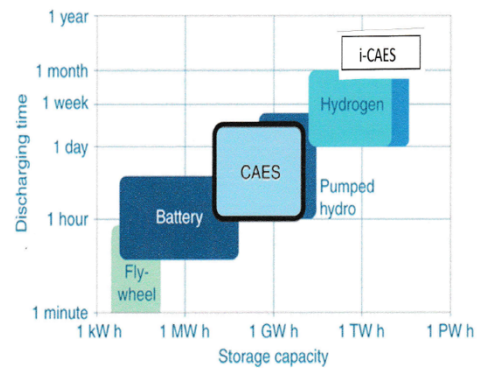 1 year
i-CAES
1 month
Hydrogen
1 week
1 day
CAES
Pumped
hydro
Battery
1 hour
Fly-
wheel
1 minute
1 kW h
1 MW h
1 GW h
1 TW h
1 PW h
Discharging time
Storage capacity